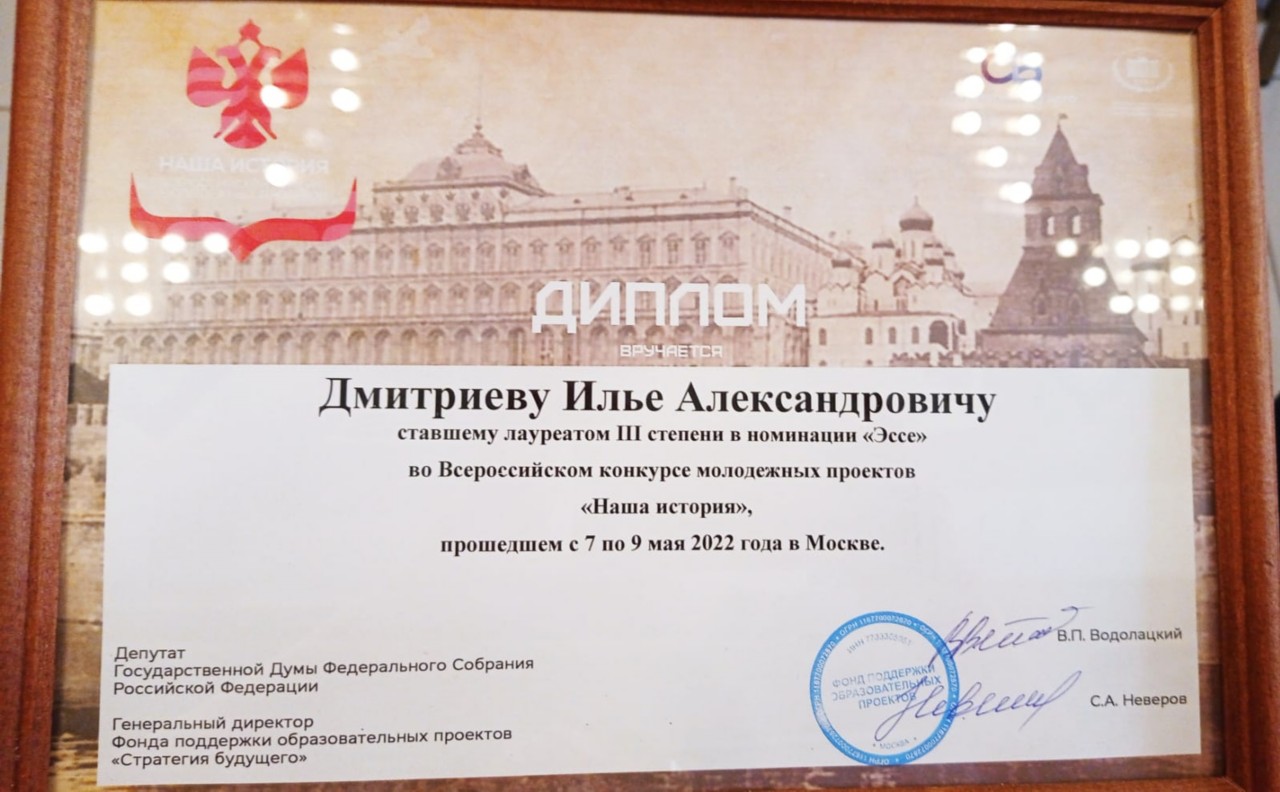 НАША ИСТОРИЯ
ДИПЛОМ
ВРУЧАЕТСЯ
Дмитриеву Илье Александровичу
ставшему лауреатом III степени в номинации «Эссе»
во Всероссийском конкурсе молодежных проектов
«Наша история»,
прошедшем с 7 по 9 мая 2022 года в Москве.
Депутат
Государственной Думы Федерального Собрания
Российской Федерации
В.П. Водолацкий
Генеральный директор
Фонда поддержки образовательных проектов
«Стратегия будущего»
С.А. Неверов
ФОНД ПОДДЕРЖКИ
ОБРАЗОВАТЕЛЬНЫХ
ПРОЕКТОВ
МОСКВА